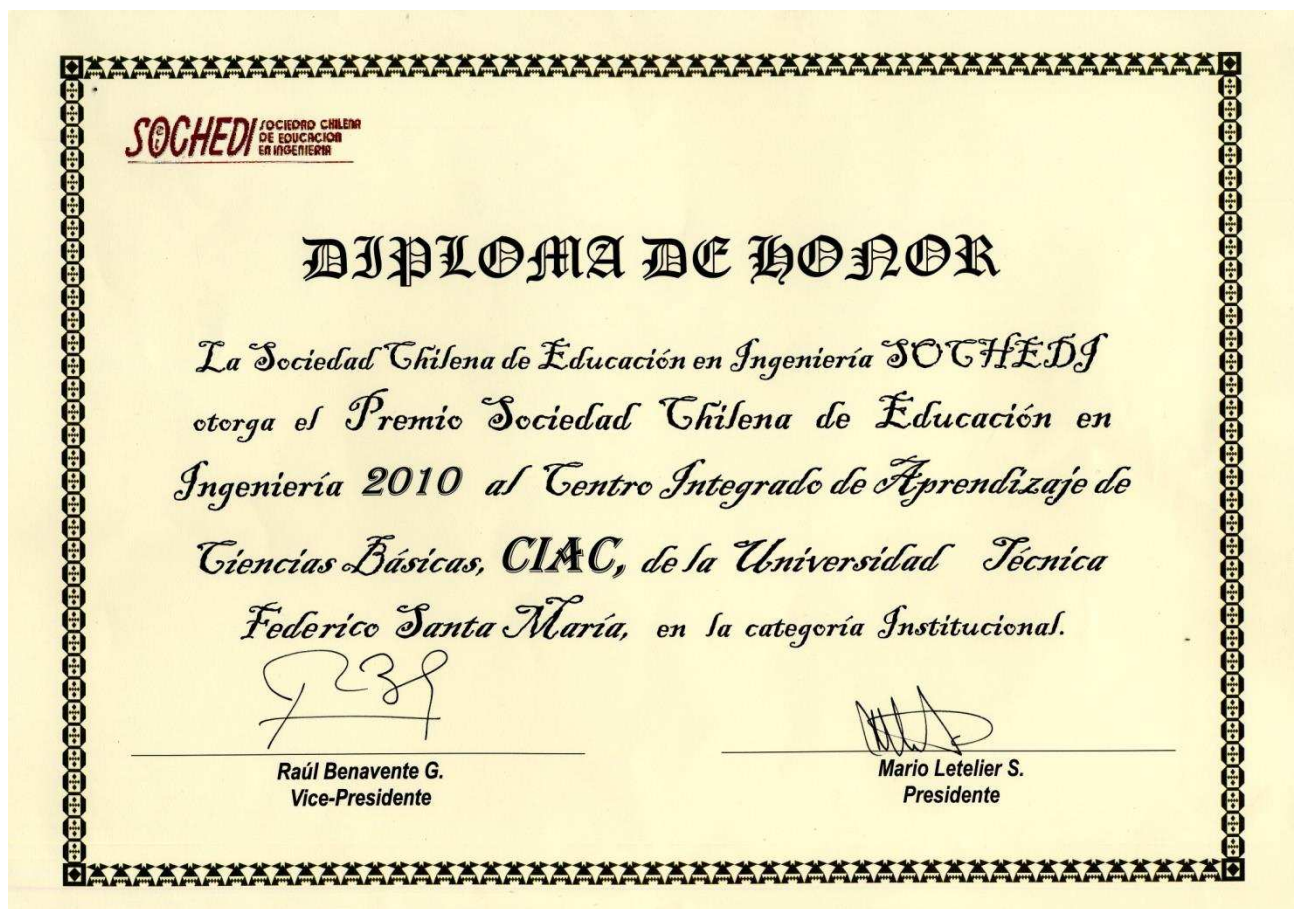 SOCHEDI
SOCIEDAD CHILENA
DE EDUCACION
EN INGENIERIA
DIPLOMA DE HONOR
La Sociedad Chilena de Educación en Ingeniería SOCHEDI
otorga el Premio Sociedad Chilena de Educación en
Ingeniería 2010 al Centro Integrado de Aprendizaje de
Ciencias Básicas, CIAC, de la Universidad Técnica
Federico Santa María, en la categoría Institucional.
Raúl Benavente G.
Vice-Presidente
Mario Letelier S.
Presidente